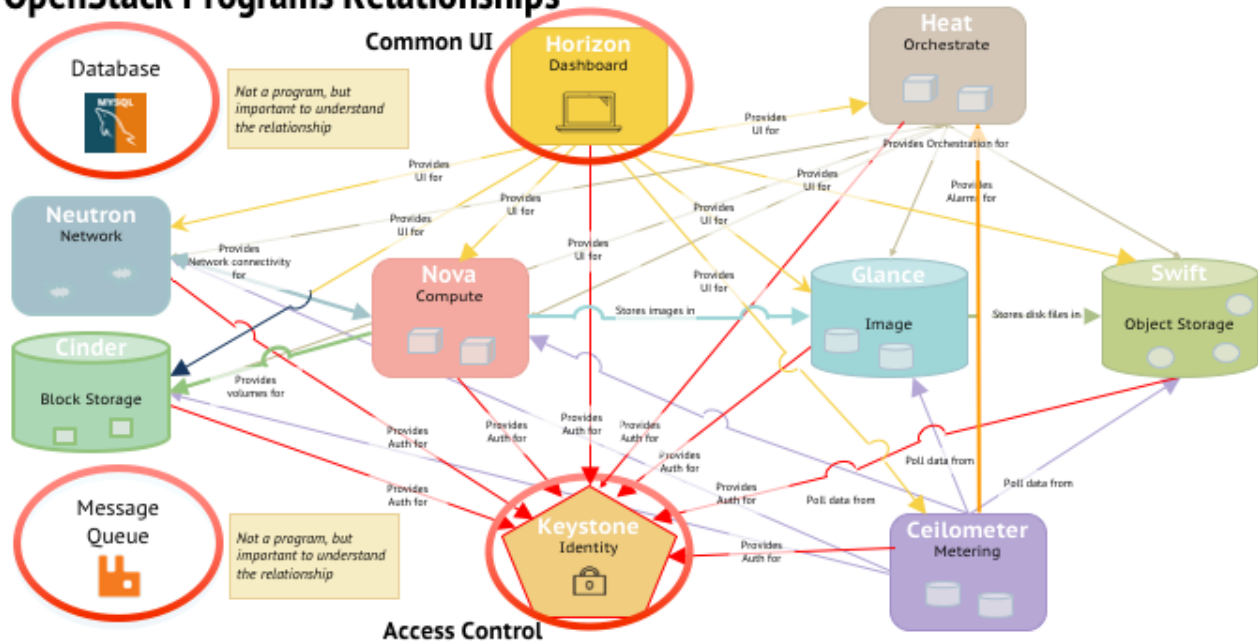 OpenStack Programs Relationships
Common UI
Database
MYSQL
Not a program, but
important to understand
the relationship
Horizon
Dashboard
Heat
Orchestrate
Provides
UI for
Provides Orchestration for
Provides
UI for
Provides
UI for
Provides
UI for
Provides
Alarms for
Provides
UI for
Provides
UI for
Neutron
Network
Provides
Network connectivity
for
Provides
UI for
Provides
UI for
Nova
Compute
Glance
Image
Swift
Object Storage
Stores images in
Stores disk files in
Cinder
Block Storage
Provides
volumes for
Provides
Auth for
Provides
Auth for
Provides
Auth for
Provides
Auth for
Provides
Auth for
Poll data from
Poll data from
Poll data from
Provides
Auth for
Provides
Auth for
Message
Queue
Not a program, but
important to understand
the relationship
Keystone
Identity
Provides
Auth for
Ceilometer
Metering
Access Control